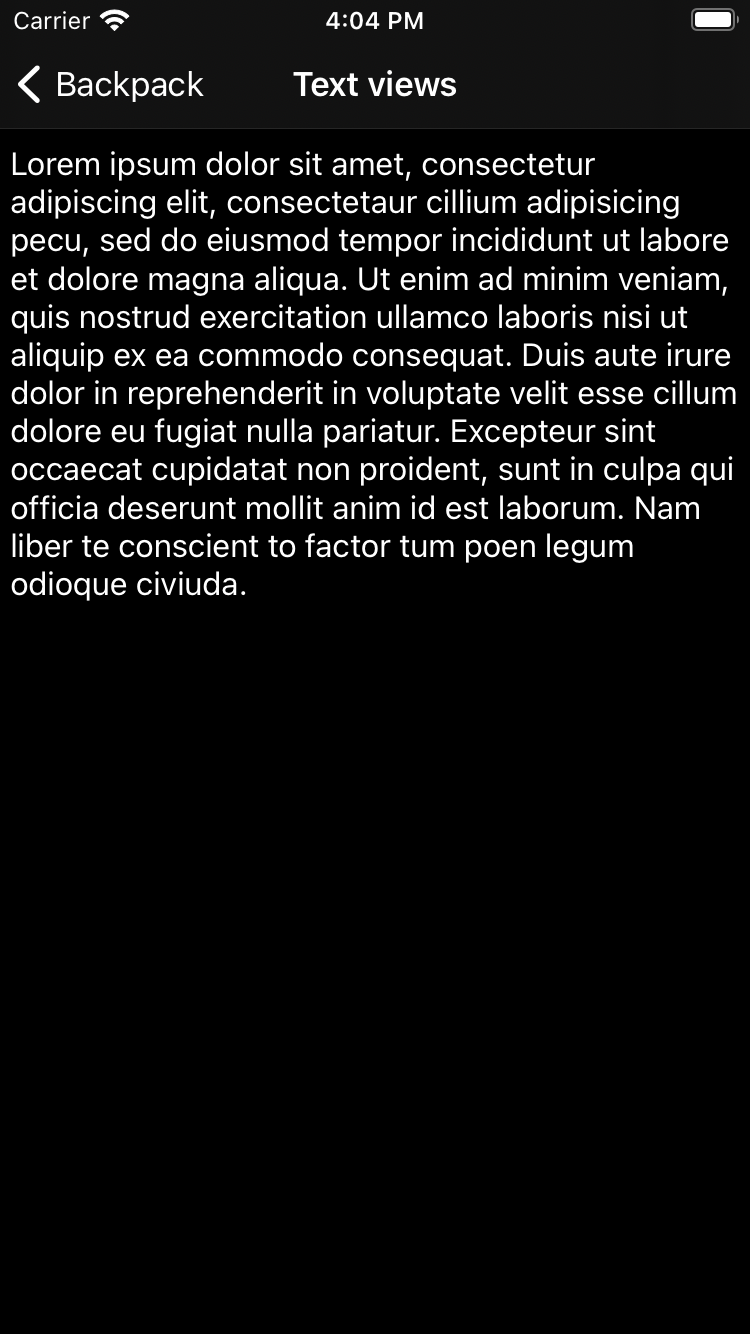 Carrier 4:04 PM
Backpack Text views
Lorem ipsum dolor sit amet, consectetur
adipiscing elit, consectetaur cillium adipisicing
pecu, sed do eiusmod tempor incididunt ut labore
et dolore magna aliqua. Ut enim ad minim veniam,
quis nostrud exercitation ullamco laboris nisi ut
aliquip ex ea commodo consequat. Duis aute irure
dolor in reprehenderit in voluptate velit esse cillum
dolore eu fugiat nulla pariatur. Excepteur sint
occaecat cupidatat non proident, sunt in culpa qui
officia deserunt mollit anim id est laborum. Nam
liber te conscient to factor tum poen legum
odioque civiuda.